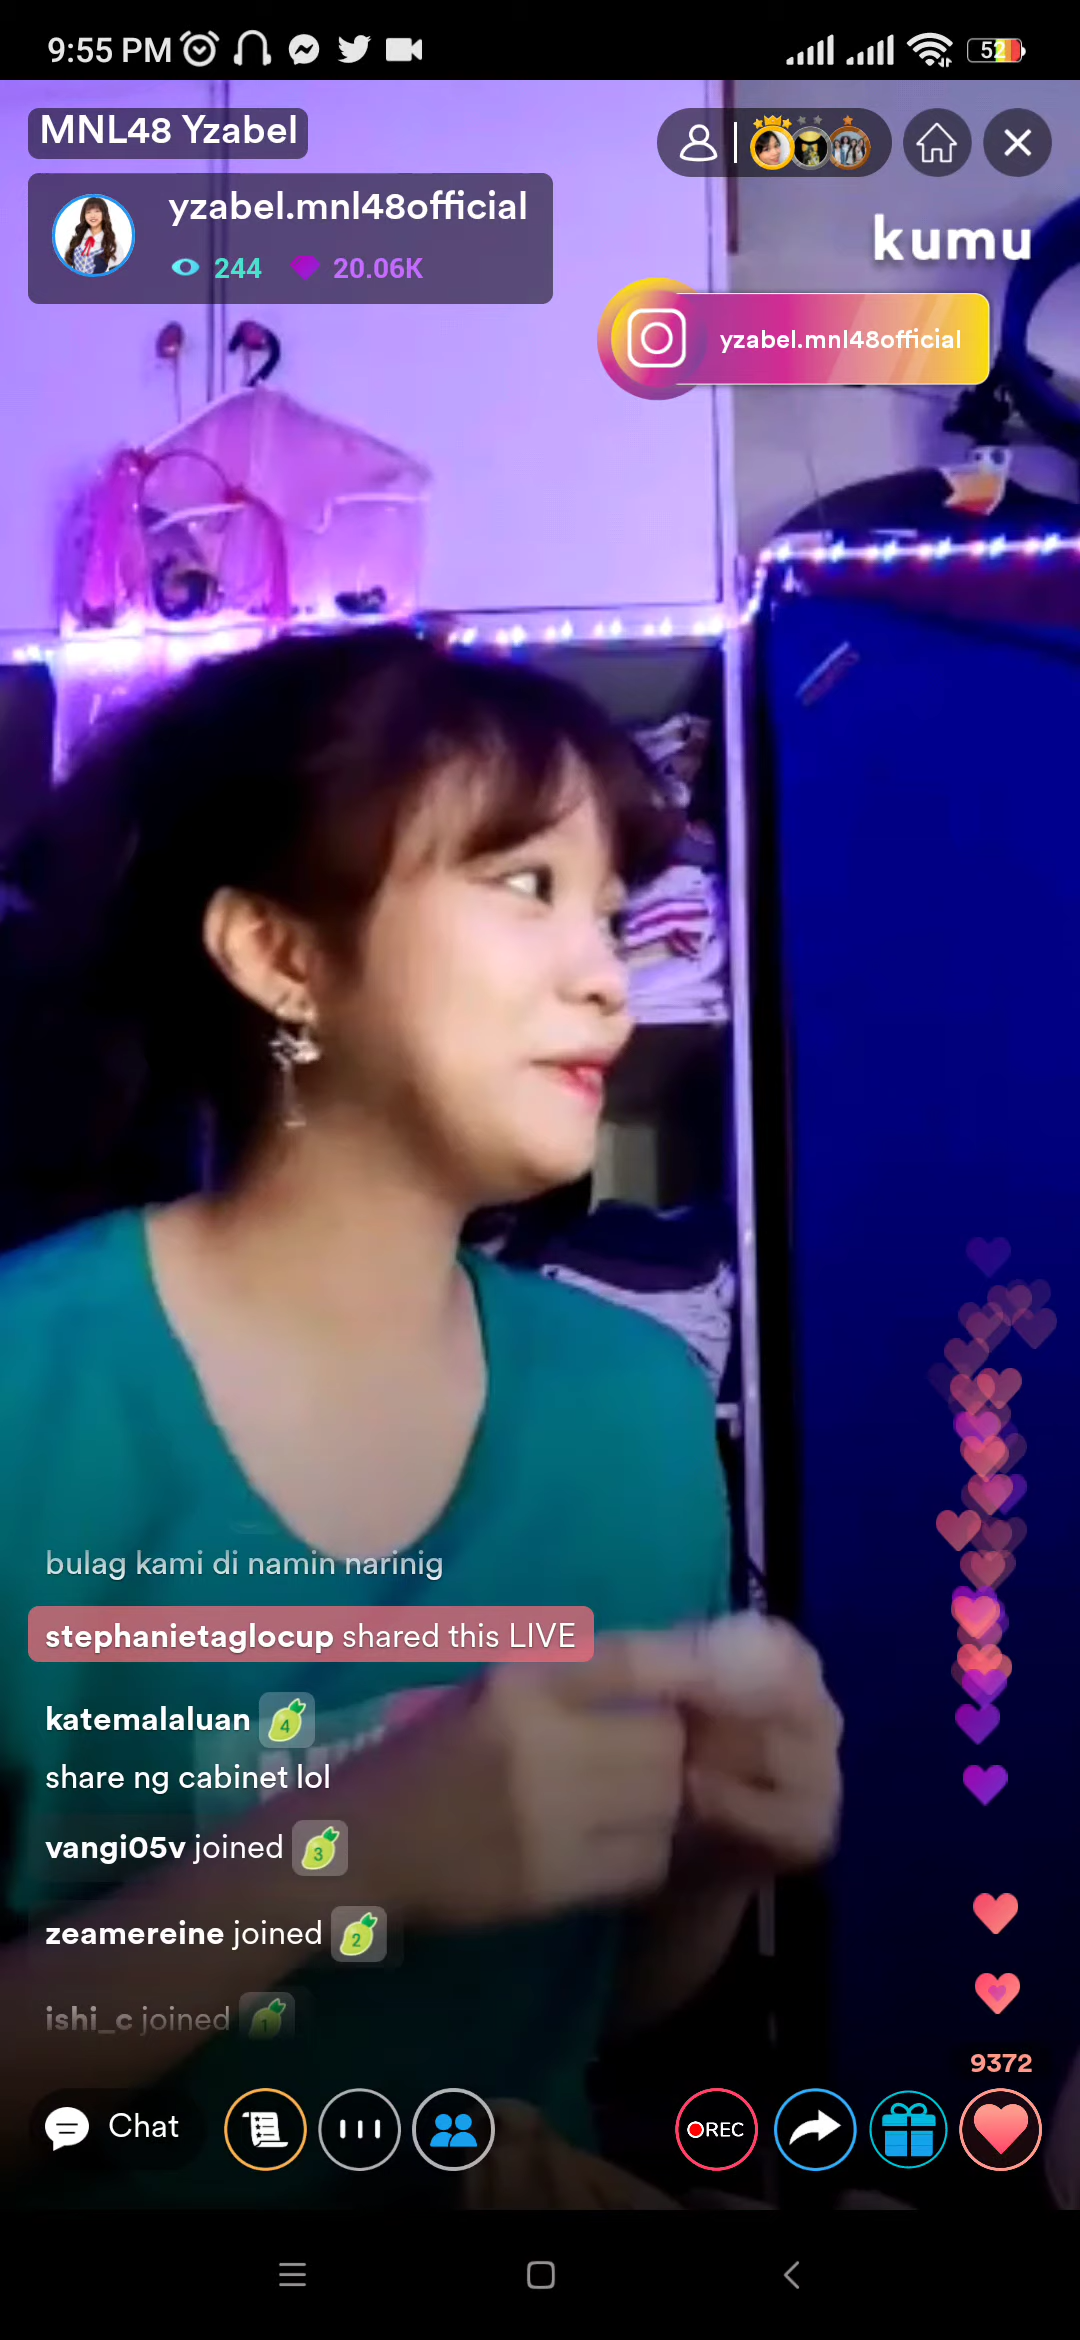 9:55 PM
52
MNL48 Yzabel
yzabel.mnl48official
244 20.06K
kumu
yzabel.mnl48official
bulag kami di namin narinig
stephanietaglocup shared this LIVE
katemalaluan 4
share ng cabinet lol
vangi05v joined 3
zeamereine joined 2
ishi_c joined 1
9372
Chat
REC